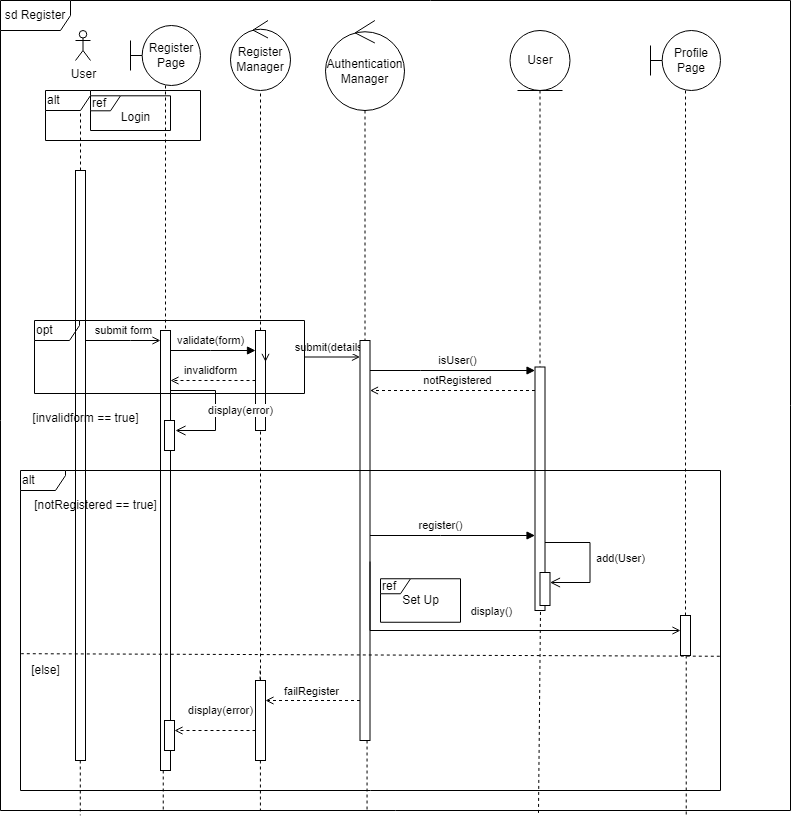 sd Register
User
Register
Page
Register
Manager
Authentication
Manager
User
Profile
Page
alt
ref
Login
opt
submit form
validate(form)
submit(details
isUser()
invalidform
notRegistered
display(error)
[invalidform == true]
alt
[notRegistered == true]
register()
add(User)
ref
Set Up
display()
[else]
failRegister
display(error)